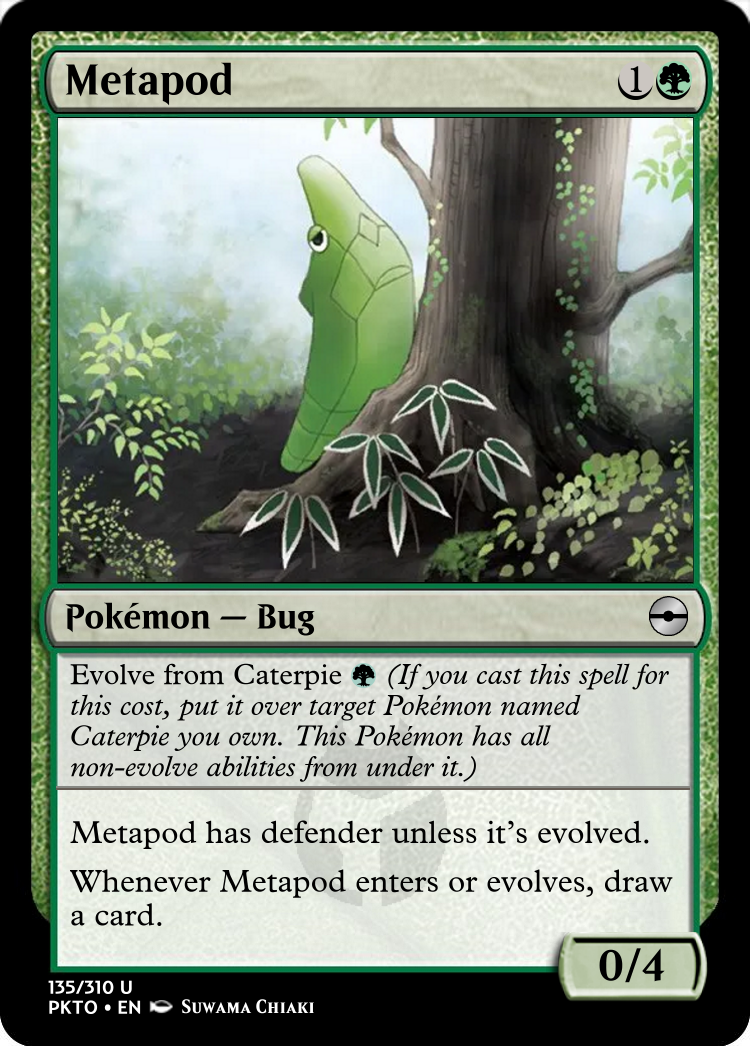 Metapod 1
Pokémon — Bug
Evolve from Caterpie (If you cast this spell for
this cost, put it over target Pokémon named
Caterpie you own. This Pokémon has all
non-evolve abilities from under it.)
Metapod has defender unless it's evolved.
Whenever Metapod enters or evolves, draw
a card.
0/4
135/310 U
PKTO • EN Suwama Chiaki